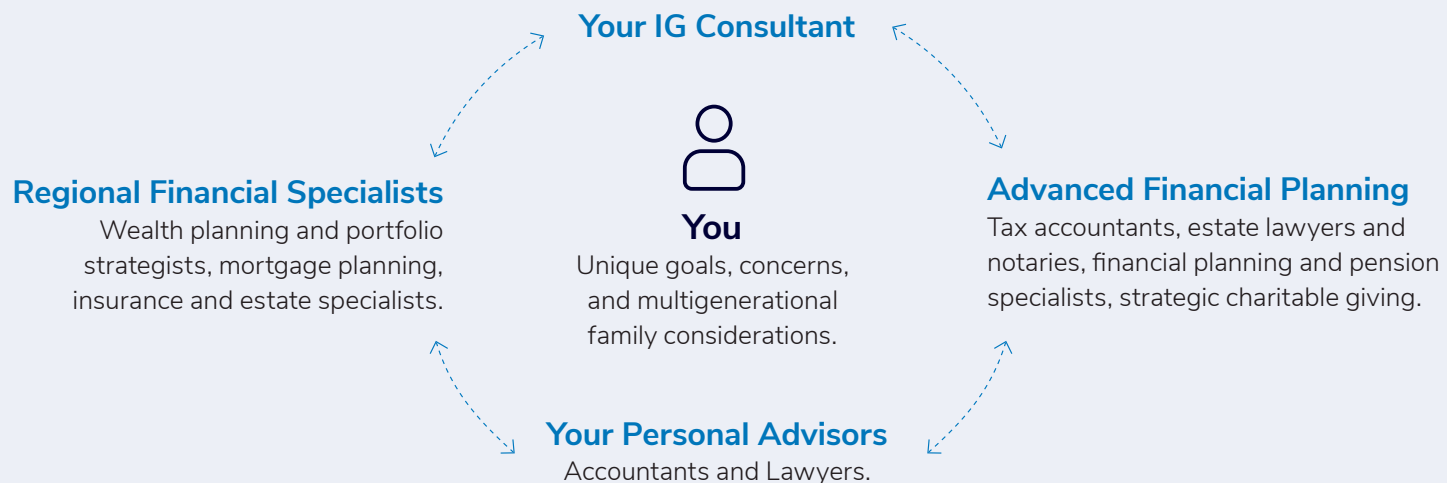 Your IG Consultant
Regional Financial Specialists
Wealth planning and portfolio
strategists, mortgage planning,
insurance and estate specialists.
You
Unique goals, concerns,
and multigenerational
family considerations.
Advanced Financial Planning
Tax accountants, estate lawyers and
notaries, financial planning and pension
specialists, strategic charitable giving.
Your Personal Advisors
Accountants and Lawyers.